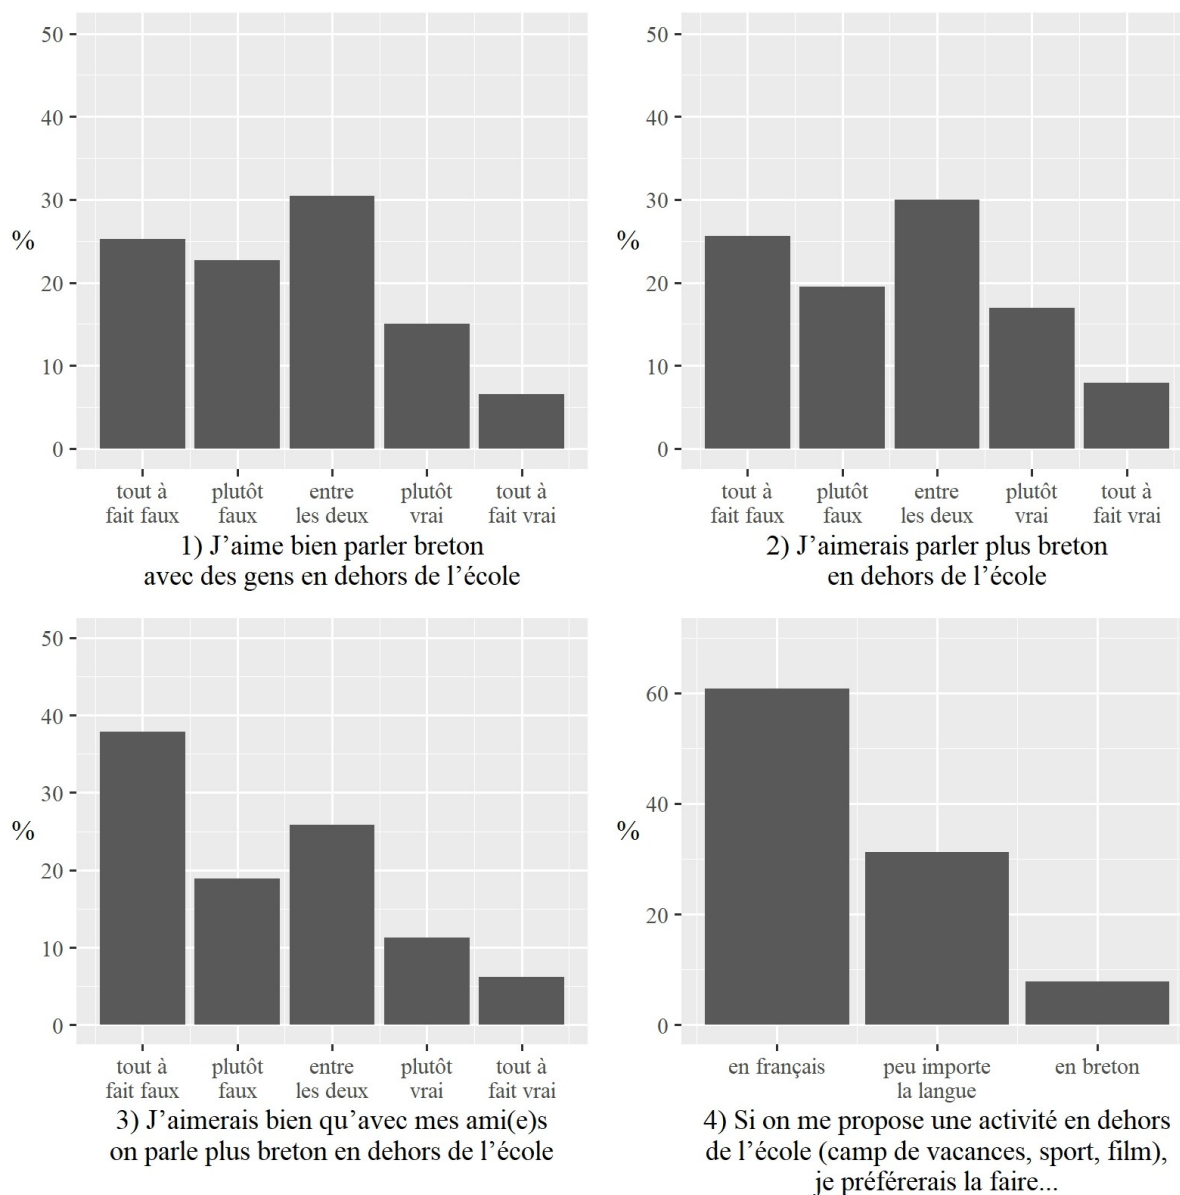 50
40
30
%
20
10
0
tout à
fait faux
plutôt
faux
entre
les deux
plutôt
vrai
tout à
fait vrai
1) J’aime bien parler breton
avec des gens en dehors de l’école
50
40
30
%
20
10
0
tout à
fait faux
plutôt
faux
entre
les deux
plutôt
vrai
tout à
fait vrai
2) J’aimerais parler plus breton
en dehors de l’école
50
40
30
%
20
10
0
tout à
fait faux
plutôt
faux
entre
les deux
plutôt
vrai
tout à
fait vrai
3) J’aimerais bien qu’avec mes ami(e)s
on parle plus breton en dehors de l’école
60
40
%
20
0
en français
peu importe
la langue
en breton
4) Si on me propose une activité en dehors
de l’école (camp de vacances, sport, film),
je préférerais la faire...